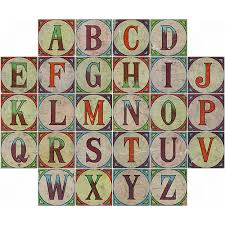 A B C D
E F G H I J
K L M N O P
Q R S T U V
W X Y Z